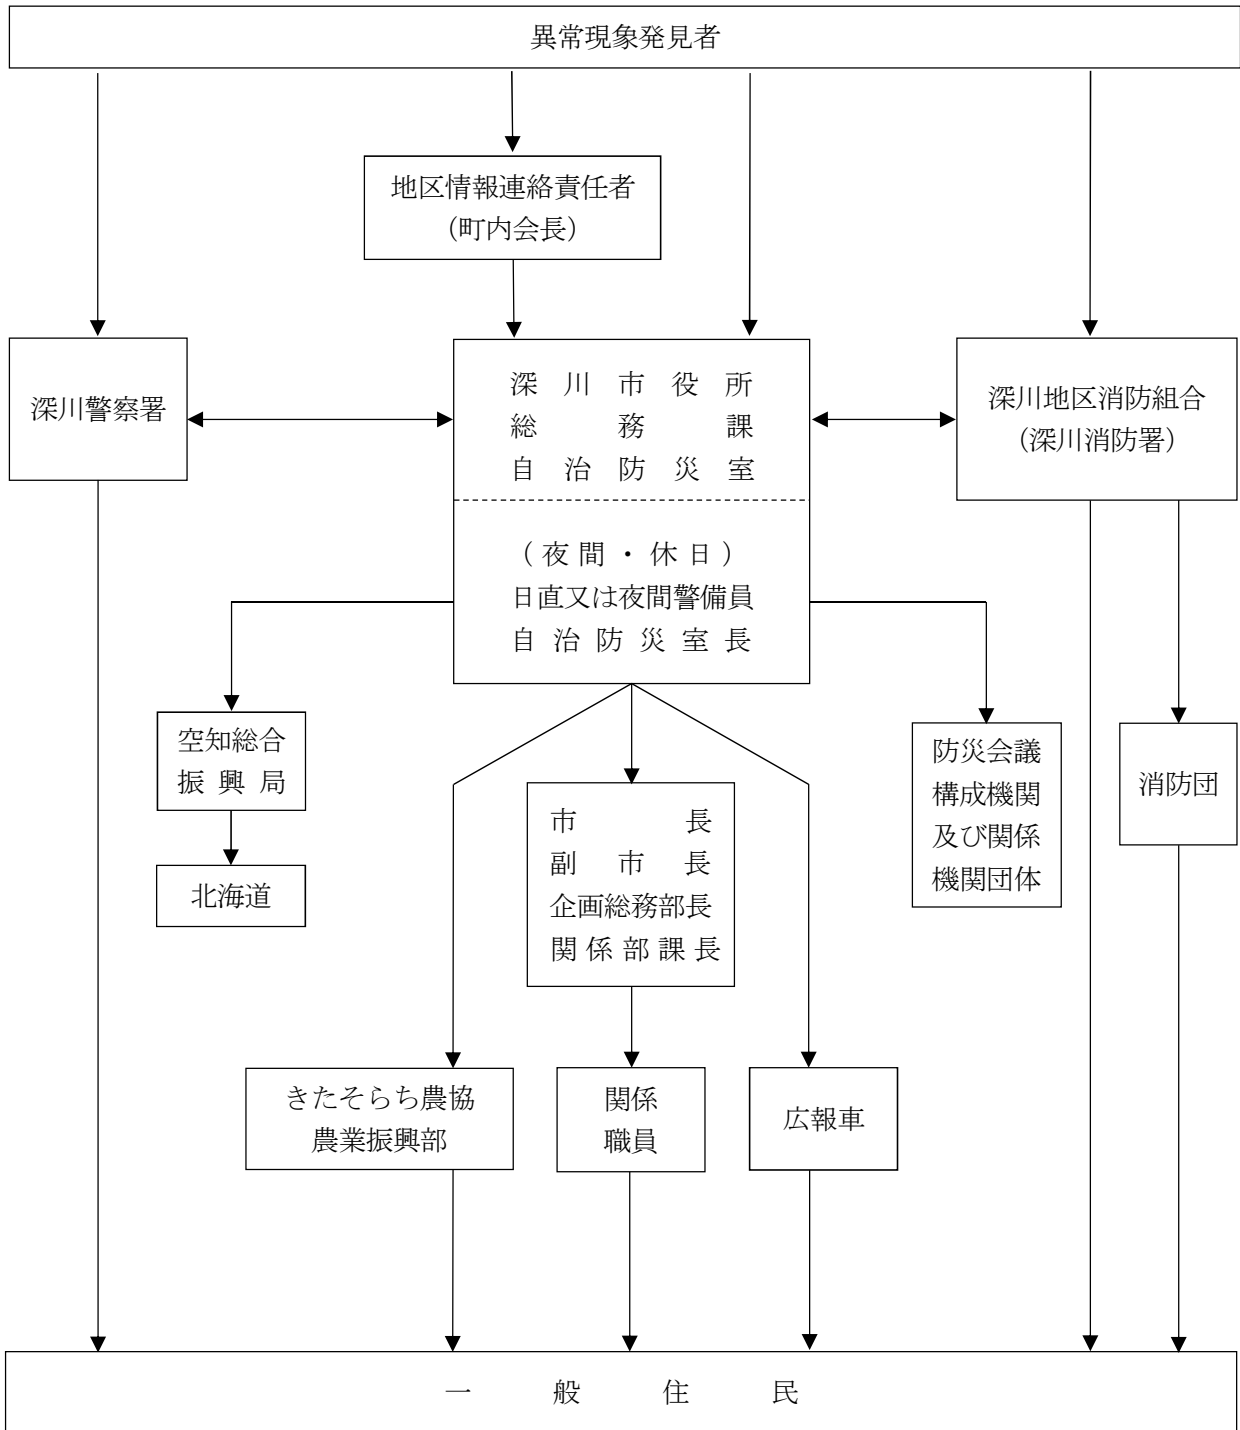 異常現象発見者
地区情報連絡責任者
（町内会長）
深川警察署
深川市役所
総務課
自治防災室
深川地区消防組合
（深川消防署）
（夜間・休日）
日直又は夜間警備員
自治防災室長
空知総合
振興局
北海道
市長
副市長
企画総務部長
関係部課長
防災会議
構成機関
及び関係
機関団体
消防団
きたそらち農協
農業振興部
関係
職員
広報車
一般住民